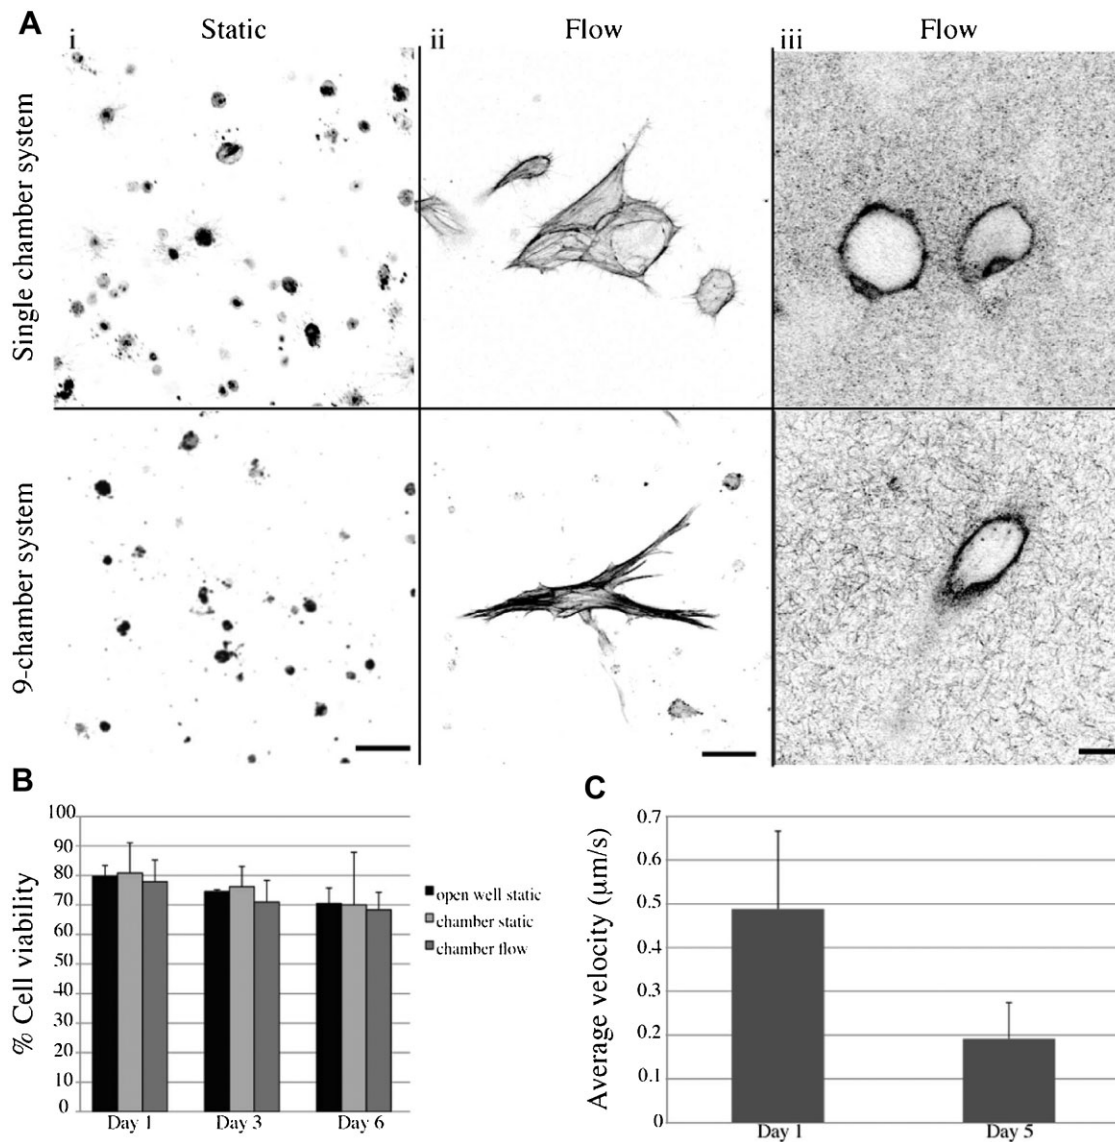 A
i
Static
ii
Flow
iii
Flow
Single chamber system
9-chamber system
B
% Cell viability
100
90
80
70
60
50
40
30
20
10
0
Day 1
Day 3
Day 6
open well static
chamber static
chamber flow
C
Average velocity (µm/s)
0.7
0.6
0.5
0.4
0.3
0.2
0.1
0
Day 1
Day 5